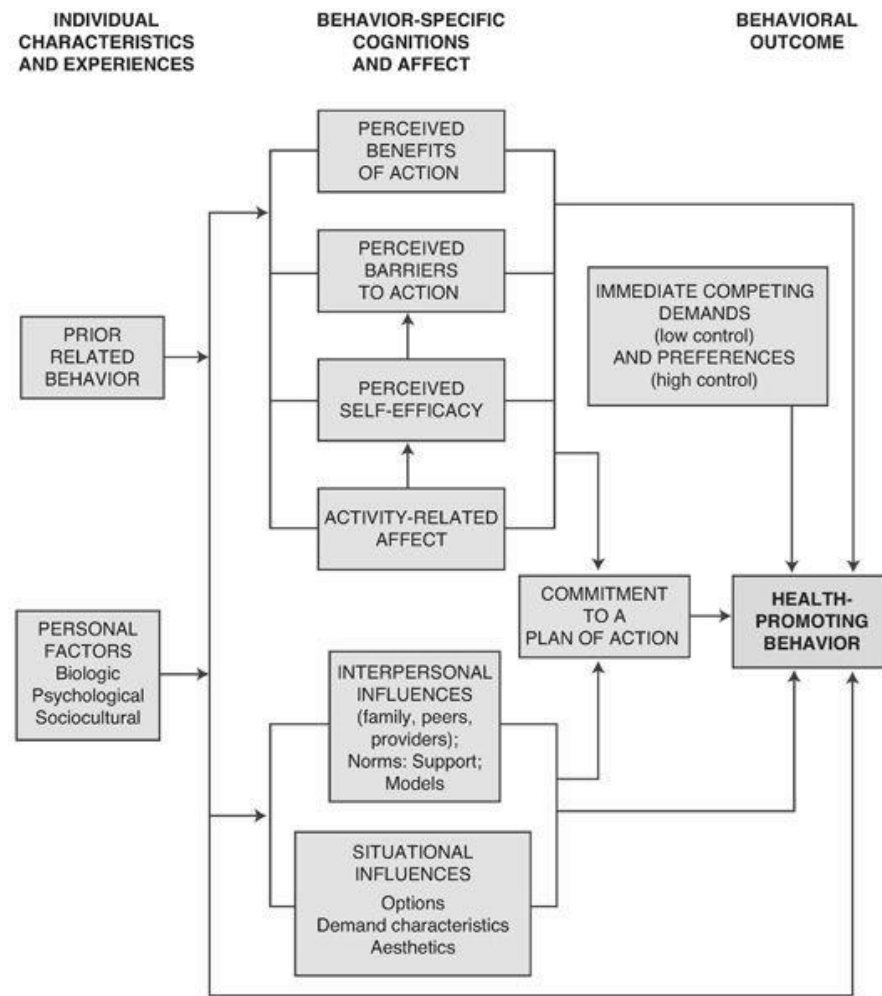 INDIVIDUAL
CHARACTERISTICS
AND EXPERIENCES
BEHAVIOR-SPECIFIC
COGNITIONS
AND AFFECT
BEHAVIORAL
OUTCOME
PERCEIVED
BENEFITS
OF ACTION
PERCEIVED
BARRIERS
TO ACTION
IMMEDIATE COMPETING
DEMANDS
(low control)
AND PREFERENCES
(high control)
PRIOR
RELATED
BEHAVIOR
PERCEIVED
SELF-EFFICACY
ACTIVITY-RELATED
AFFECT
COMMITMENT
TO A
PLAN OF ACTION
HEALTH-
PROMOTING
BEHAVIOR
PERSONAL
FACTORS
Biologic
Psychological
Sociocultural
INTERPERSONAL
INFLUENCES
(family, peers,
providers);
Norms: Support;
Models
SITUATIONAL
INFLUENCES
Options
Demand characteristics
Aesthetics